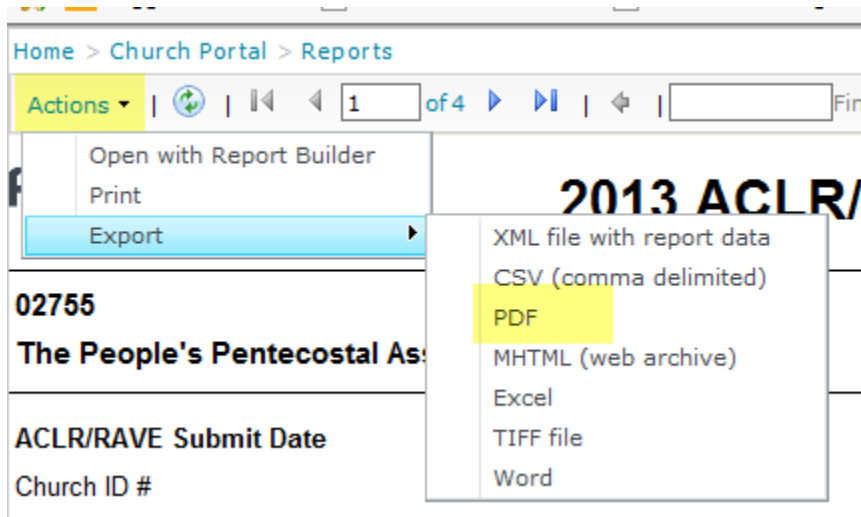 Home > Church Portal > Reports
Actions | | 1 of 4 | | Fin
Open with Report Builder
Print
2013 ACLR/
Export
XML file with report data
CSV (comma delimited)
02755
PDF
The People's Pentecostal As
MHTML (web archive)
Excel
ACLR/RAVE Submit Date
TIFF file
Church ID #
Word